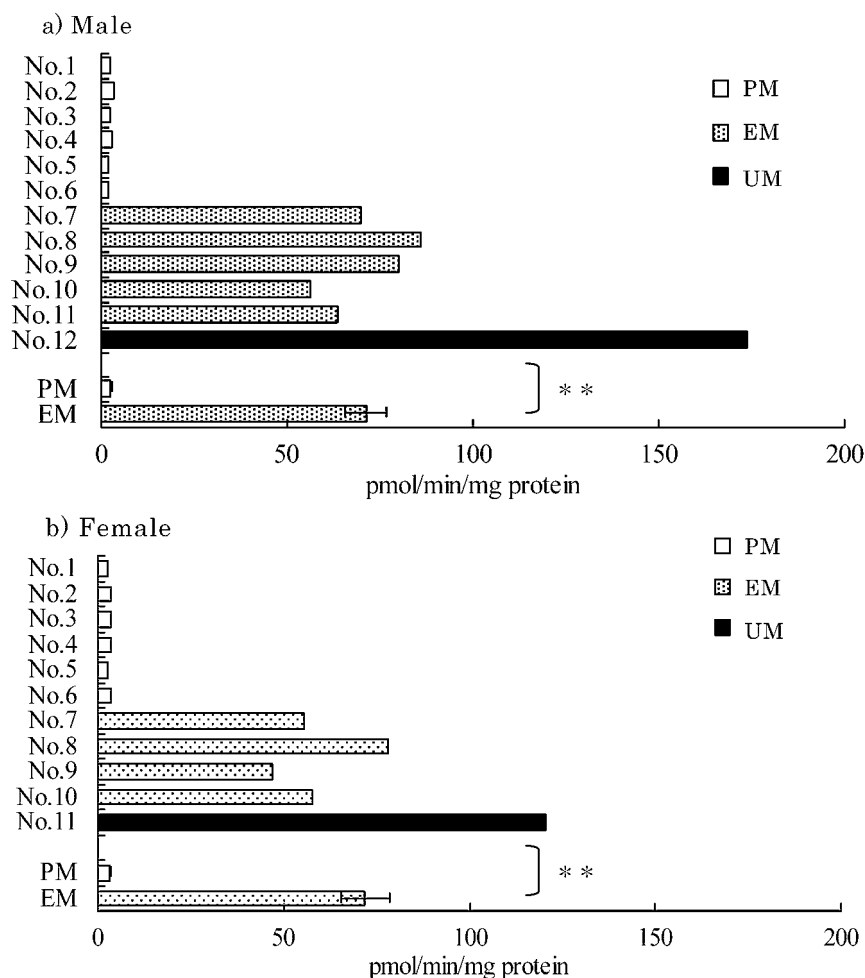 a) Male
No.1
No.2
No.3
No.4
No.5
No.6
No.7
No.8
No.9
No.10
No.11
No.12
PM
EM
PM
EM
UM
* *
0 50 100 150 200
pmol/min/mg protein
b) Female
No.1
No.2
No.3
No.4
No.5
No.6
No.7
No.8
No.9
No.10
No.11
PM
EM
PM
EM
UM
* *
0 50 100 150 200
pmol/min/mg protein